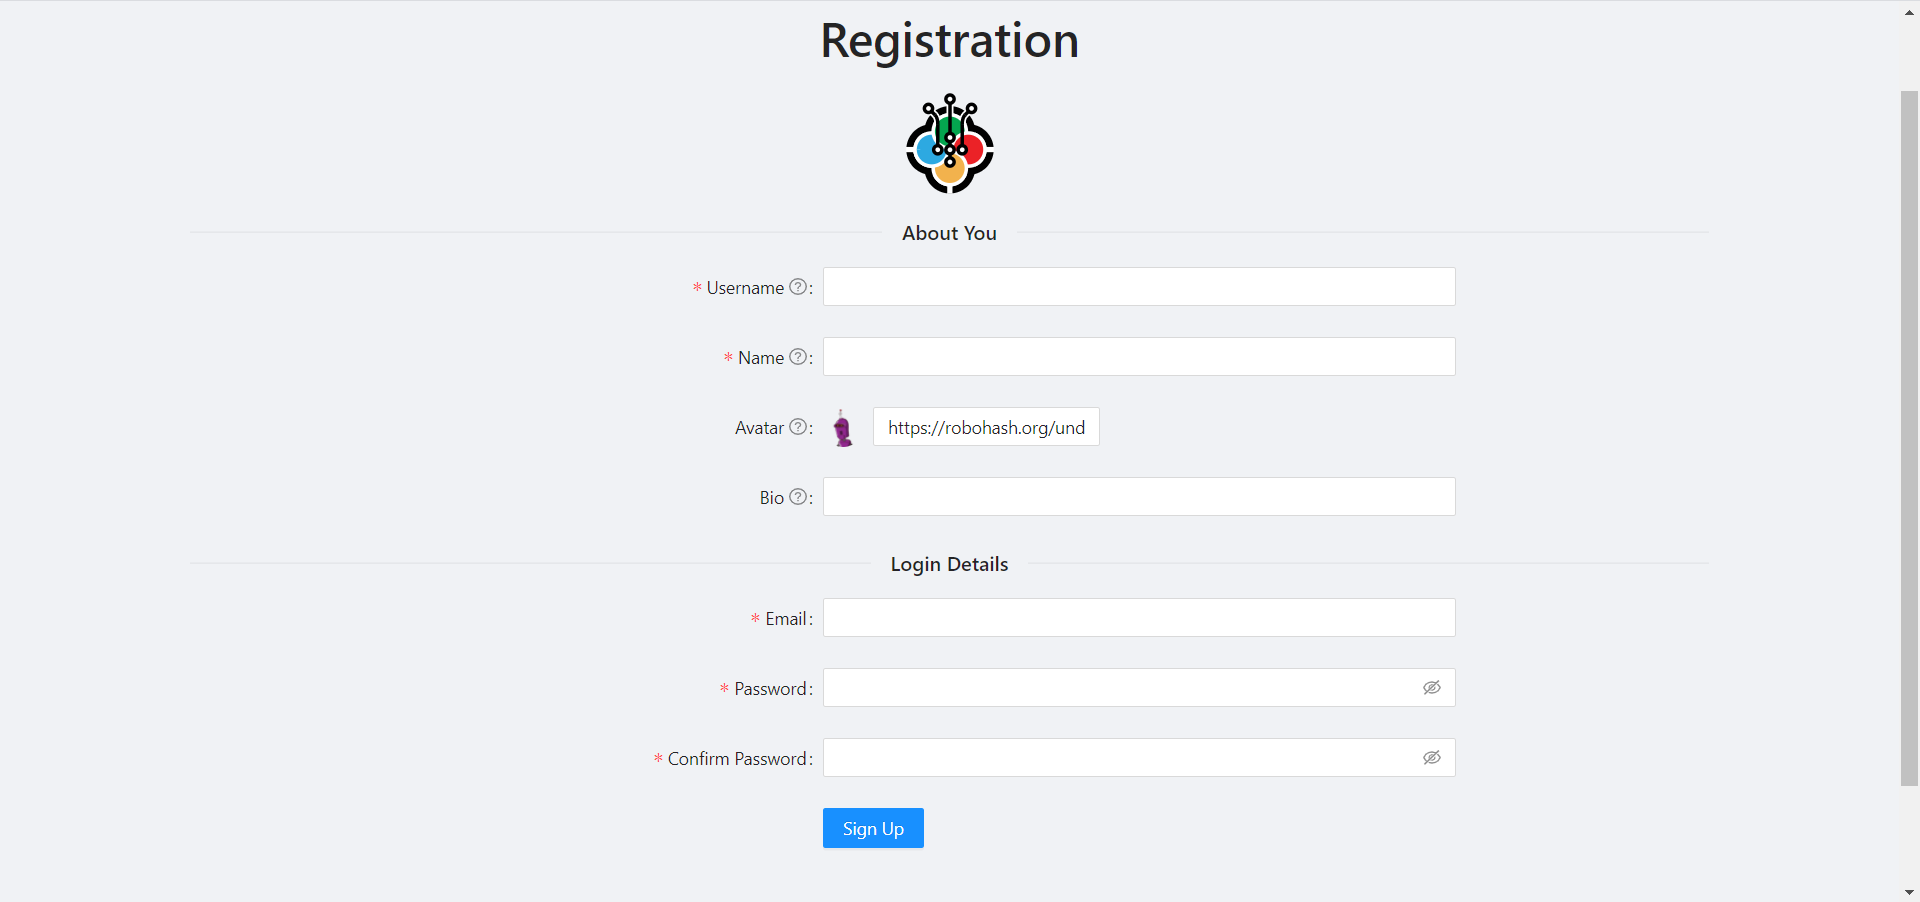 Registration
About You
* Username ? :
* Name ? :
Avatar ? : https://robohash.org/und
Bio ? :
Login Details
* Email :
* Password :
* Confirm Password :
Sign Up